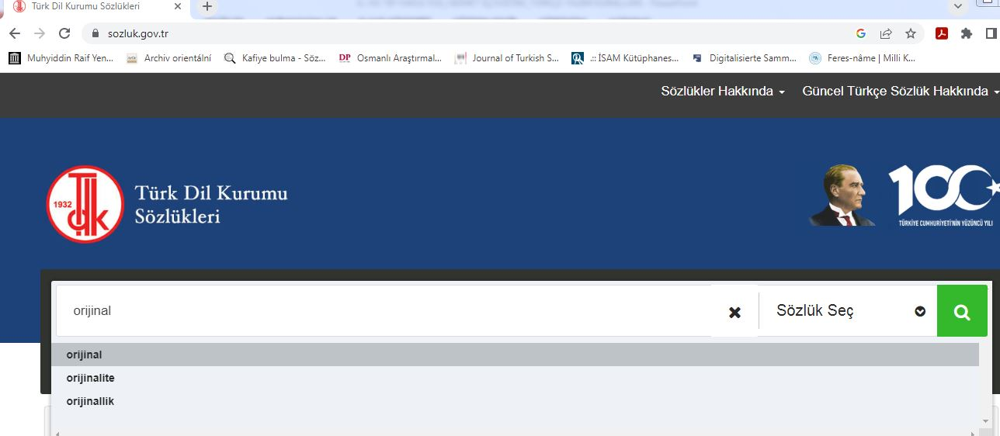 Türk Dil Kurumu Sözlükleri
sozluk.gov.tr
Muhyiddin Raif Yen... Archiv orientální Kafiye bulma - Söz... DP Osmanlı Araştırmal... Journal of Turkish S... .:: İSAM Kütüphanes... Digitalisierte Samm... Feres-nâme | Milli K...
Sözlükler Hakkında Güncel Türkçe Sözlük Hakkında
1932
TDK
Türk Dil Kurumu
Sözlükleri
100
TÜRKİYE CUMHURİYETİ'NİN YÜZÜNCÜ YILI
orijinal Sözlük Seç
orijinal
orijinalite
orijinallik